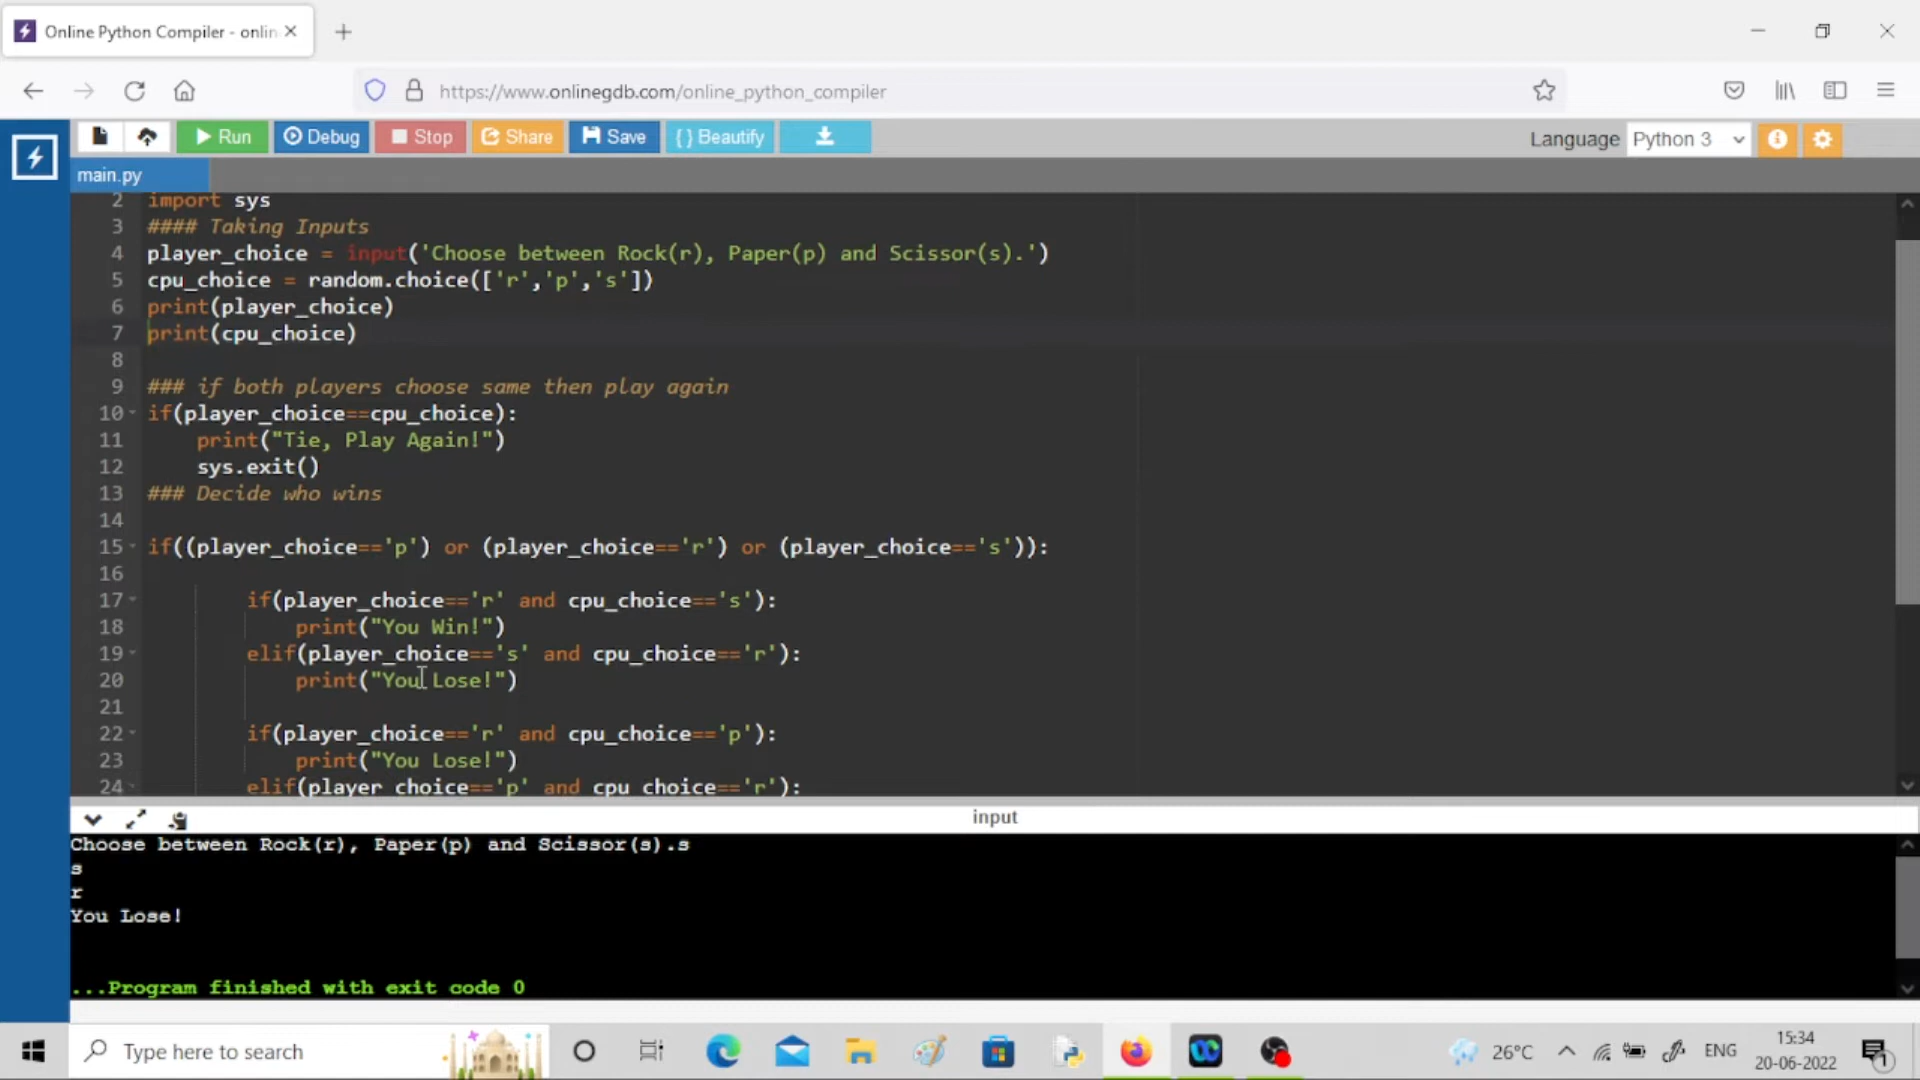 Online Python Compiler - onlin
https://www.onlinegdb.com/online_python_compiler
Run Debug Stop Share Save { } Beautify Language Python 3
main.py
2 import sys
3 #### Taking Inputs
4 player_choice = input('Choose between Rock(r), Paper(p) and Scissor(s).')
5 cpu_choice = random.choice(['r','p','s'])
6 print(player_choice)
7 print(cpu_choice)
8
9 ### if both players choose same then play again
10 if(player_choice==cpu_choice):
11 print("Tie, Play Again!")
12 sys.exit()
13 ### Decide who wins
14
15 if((player_choice=='p') or (player_choice=='r') or (player_choice=='s')):
16
17 if(player_choice=='r' and cpu_choice=='s'):
18 print("You Win!")
19 elif(player_choice=='s' and cpu_choice=='r'):
20 print("You Lose!")
21
22 if(player_choice=='r' and cpu_choice=='p'):
23 print("You Lose!")
24 elif(player_choice=='p' and cpu_choice=='r'):
input
Choose between Rock(r), Paper(p) and Scissor(s).s
s
r
You Lose!
...Program finished with exit code 0
Type here to search 26°C ENG 15:34
20-06-2022 1